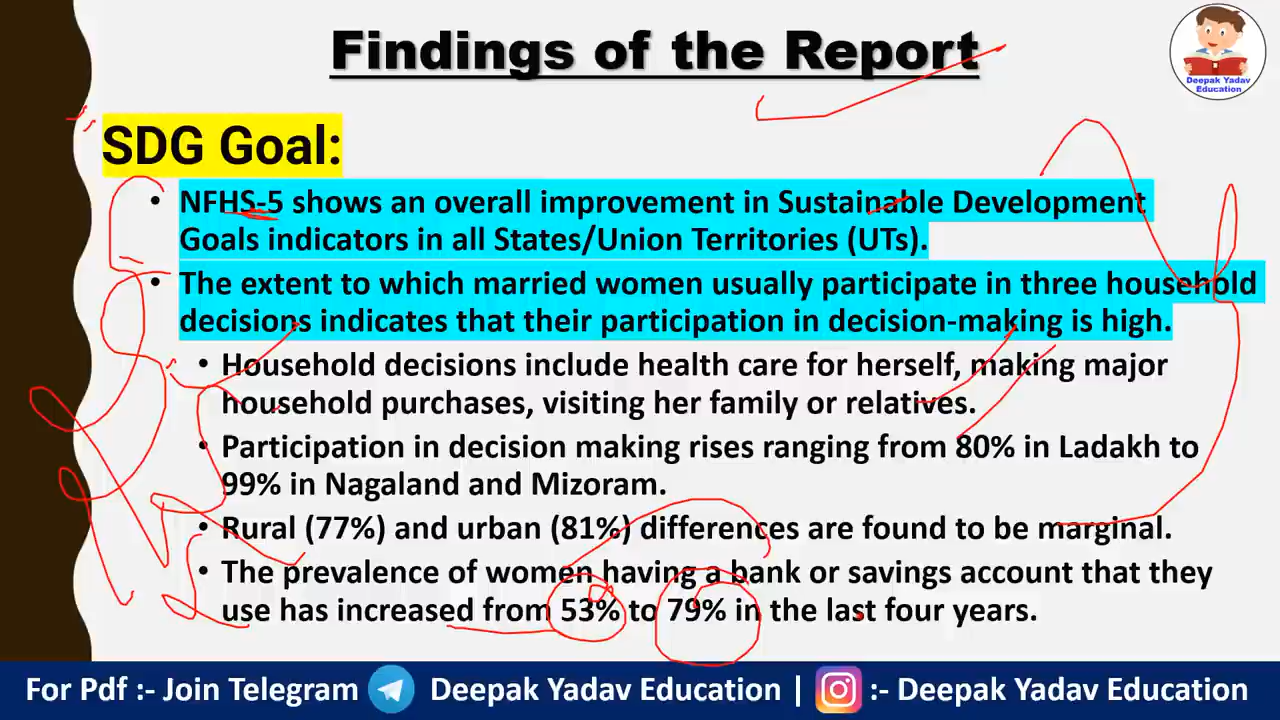 Findings of the Report
Deepak Yadav
Education
SDG Goal:
• NFHS-5 shows an overall improvement in Sustainable Development
Goals indicators in all States/Union Territories (UTs).
• The extent to which married women usually participate in three household
decisions indicates that their participation in decision-making is high.
• Household decisions include health care for herself, making major
household purchases, visiting her family or relatives.
• Participation in decision making rises ranging from 80% in Ladakh to
99% in Nagaland and Mizoram.
• Rural (77%) and urban (81%) differences are found to be marginal.
• The prevalence of women having a bank or savings account that they
use has increased from 53% to 79% in the last four years.
For Pdf :- Join Telegram Deepak Yadav Education | :- Deepak Yadav Education